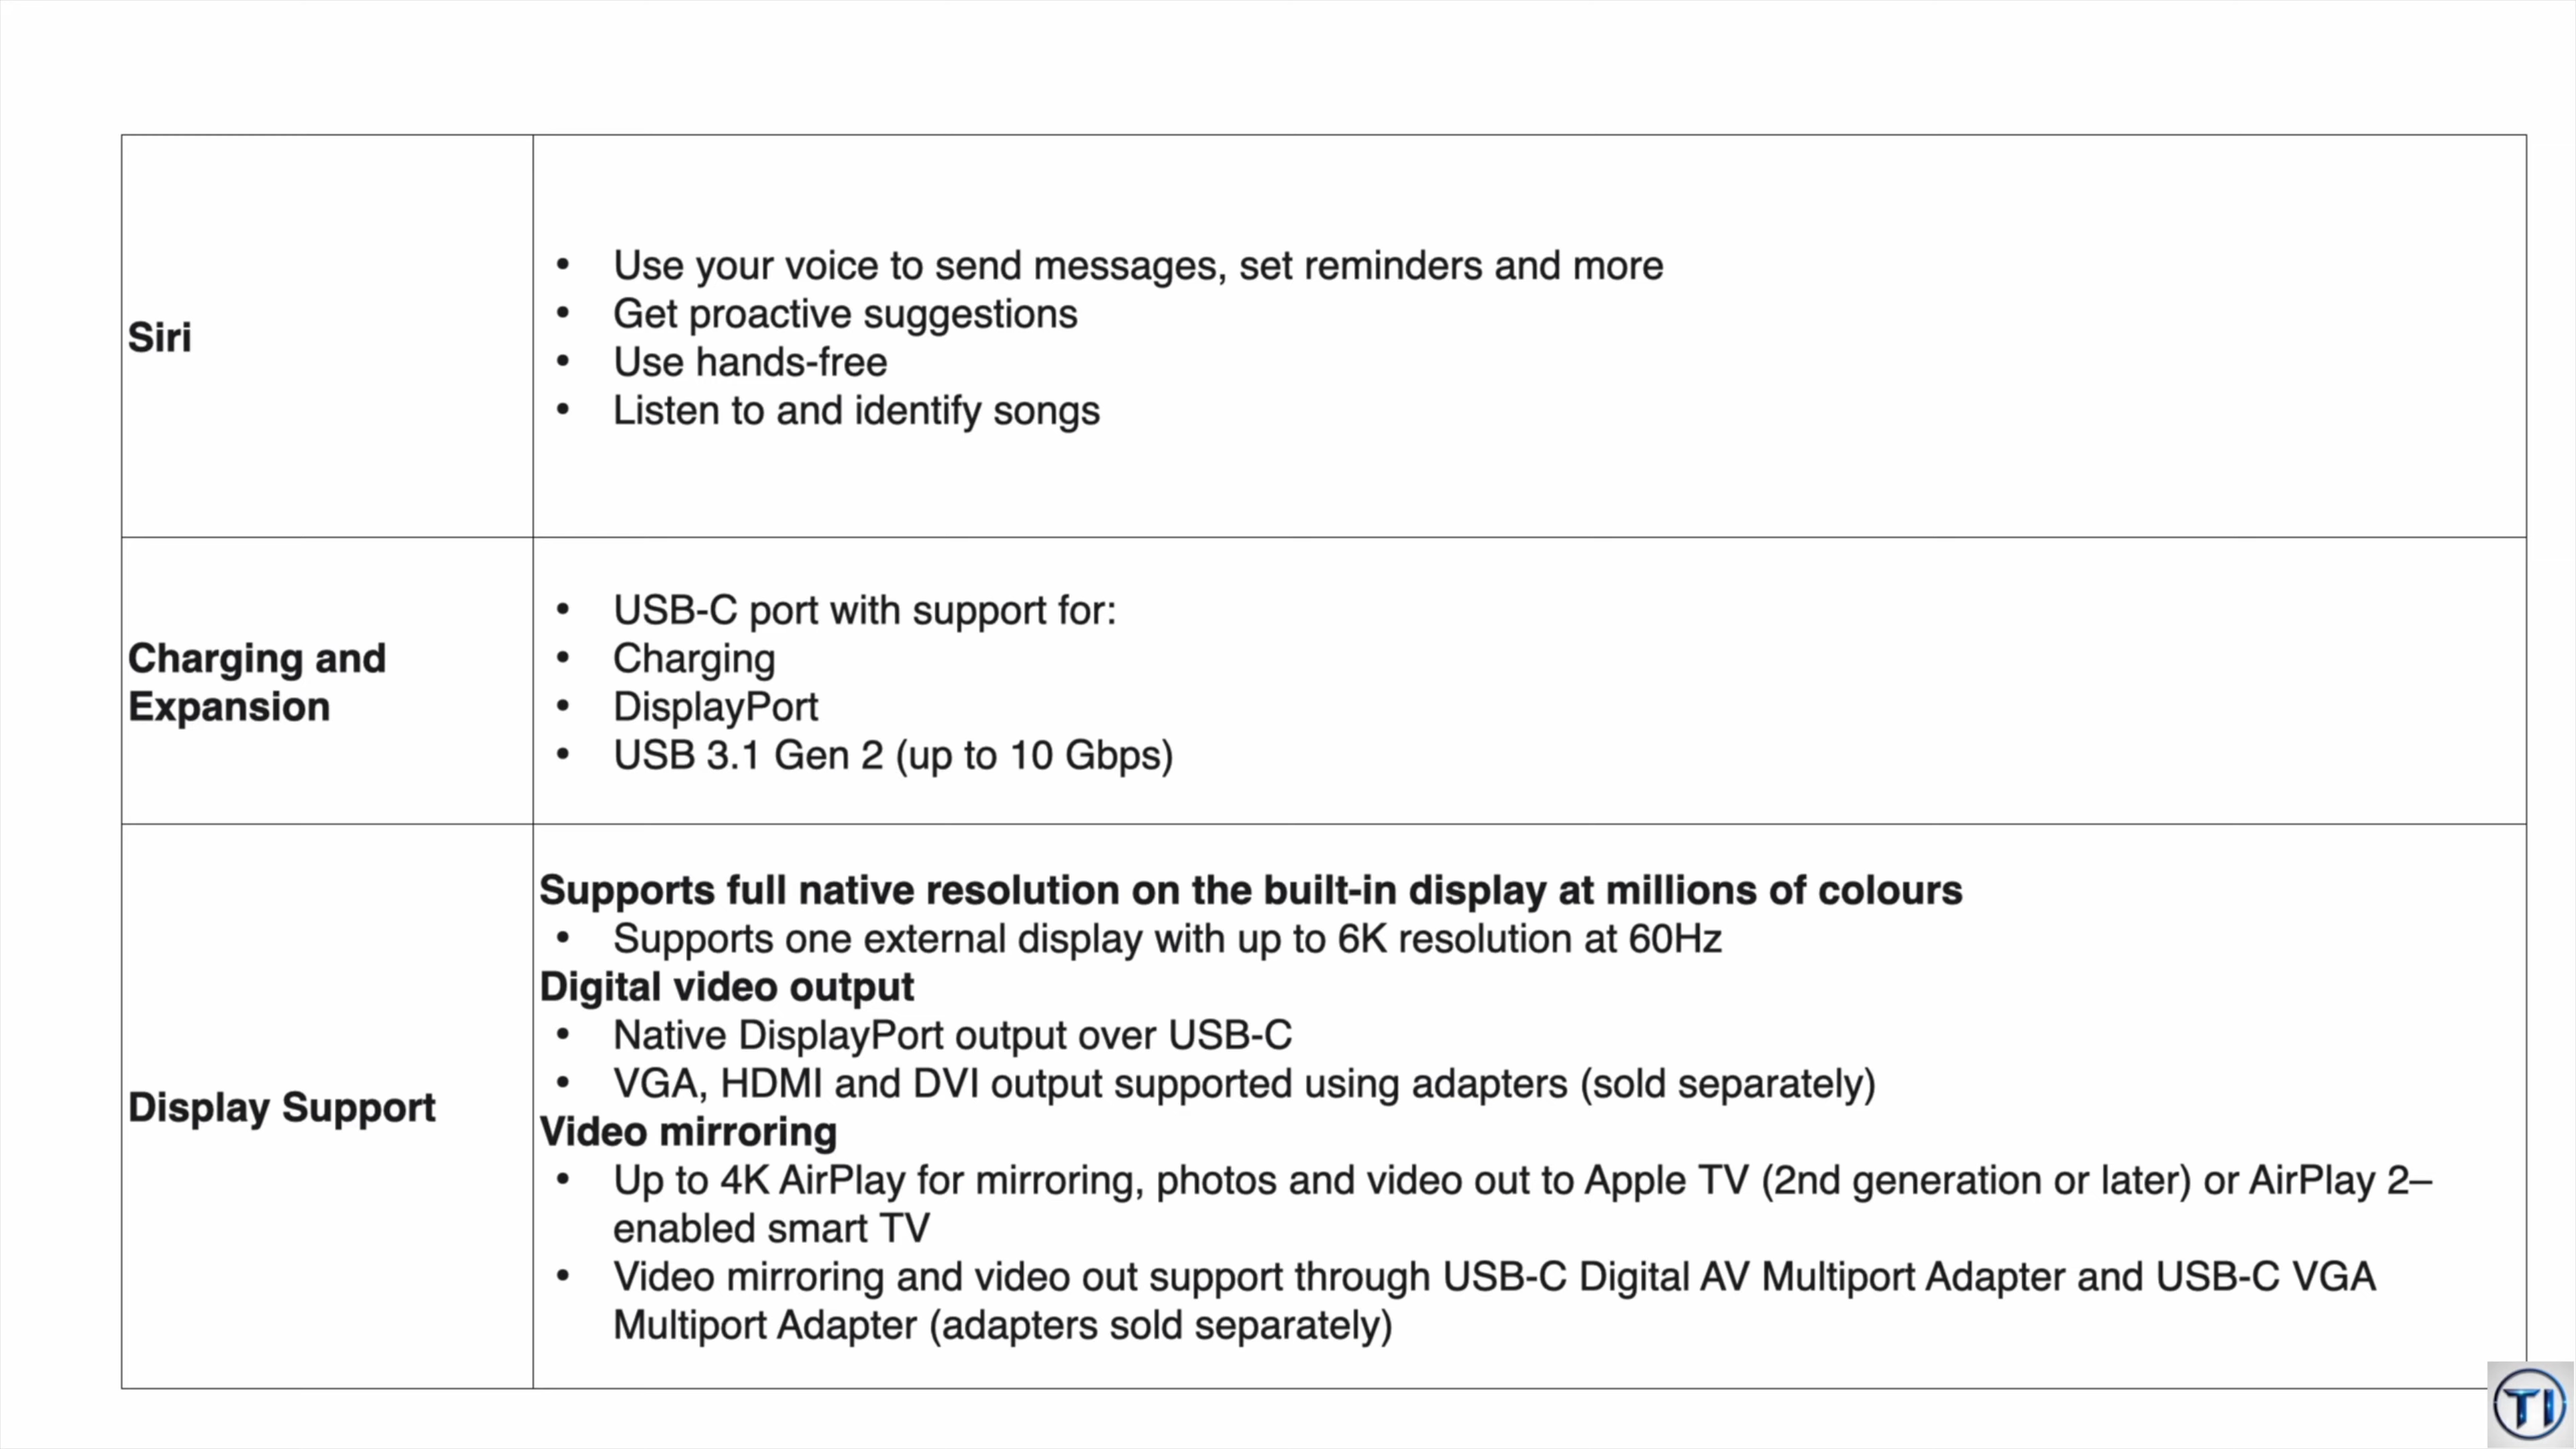 Siri
• Use your voice to send messages, set reminders and more
• Get proactive suggestions
• Use hands-free
• Listen to and identify songs
Charging and
Expansion
• USB-C port with support for:
• Charging
• DisplayPort
• USB 3.1 Gen 2 (up to 10 Gbps)
Display Support
Supports full native resolution on the built-in display at millions of colours
• Supports one external display with up to 6K resolution at 60Hz
Digital video output
• Native DisplayPort output over USB-C
• VGA, HDMI and DVI output supported using adapters (sold separately)
Video mirroring
• Up to 4K AirPlay for mirroring, photos and video out to Apple TV (2nd generation or later) or AirPlay 2–
enabled smart TV
• Video mirroring and video out support through USB-C Digital AV Multiport Adapter and USB-C VGA
Multiport Adapter (adapters sold separately)
TI